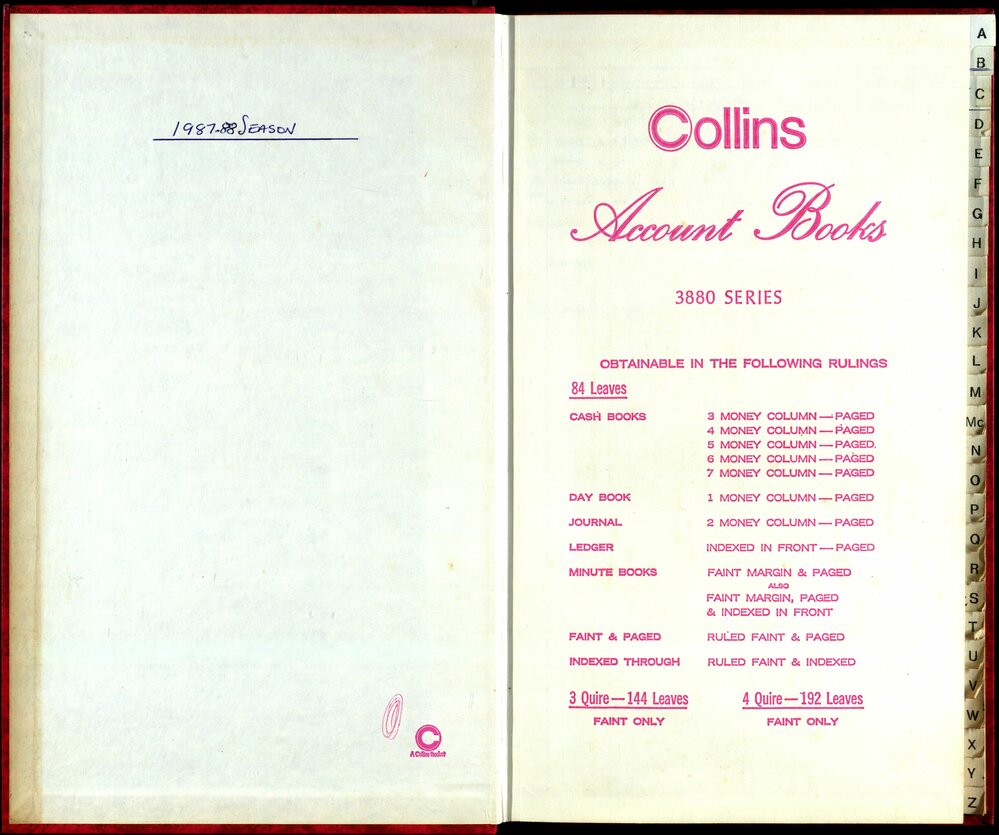 1987-88 SEASON
A Collins Product
Collins
Account Books
3880 SERIES
OBTAINABLE IN THE FOLLOWING RULINGS
84 Leaves
CASH BOOKS 3 MONEY COLUMN — PAGED
4 MONEY COLUMN — PAGED
5 MONEY COLUMN — PAGED.
6 MONEY COLUMN — PAGED
7 MONEY COLUMN — PAGED
DAY BOOK 1 MONEY COLUMN — PAGED
JOURNAL 2 MONEY COLUMN — PAGED
LEDGER INDEXED IN FRONT — PAGED
MINUTE BOOKS FAINT MARGIN & PAGED
ALSO
FAINT MARGIN, PAGED
& INDEXED IN FRONT
FAINT & PAGED RULED FAINT & PAGED
INDEXED THROUGH RULED FAINT & INDEXED
3 Quire — 144 Leaves 4 Quire — 192 Leaves
FAINT ONLY FAINT ONLY
A
B
C
D
E
F
G
H
I
J
K
L
M
Mc
N
O
P
Q
R
S
T
U
V
W
X
Y
Z